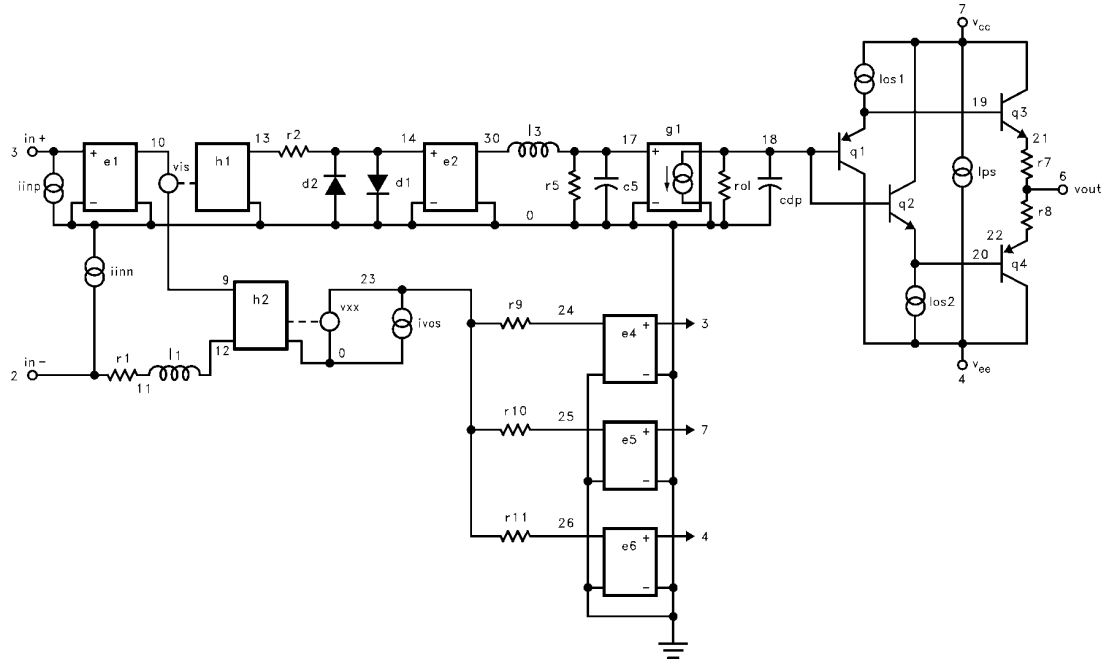 7
vcc
Ios1
19
q3
21
r7
6
vout
r8
22
q4
20
in+
3
iinp
e1
10
vis
h1
13
r2
d2
d1
14
e2
30
l3
r5
c5
17
g1
rol
18
cdp
q1
q2
Ips
Ios2
4
vee
0
iinn
9
h2
12
vxx
23
ivos
0
in-
2
r1
11
l1
r9
24
e4
3
r10
25
e5
7
r11
26
e6
4
+
-
+
-
+
-
+
-
+
-
+
-